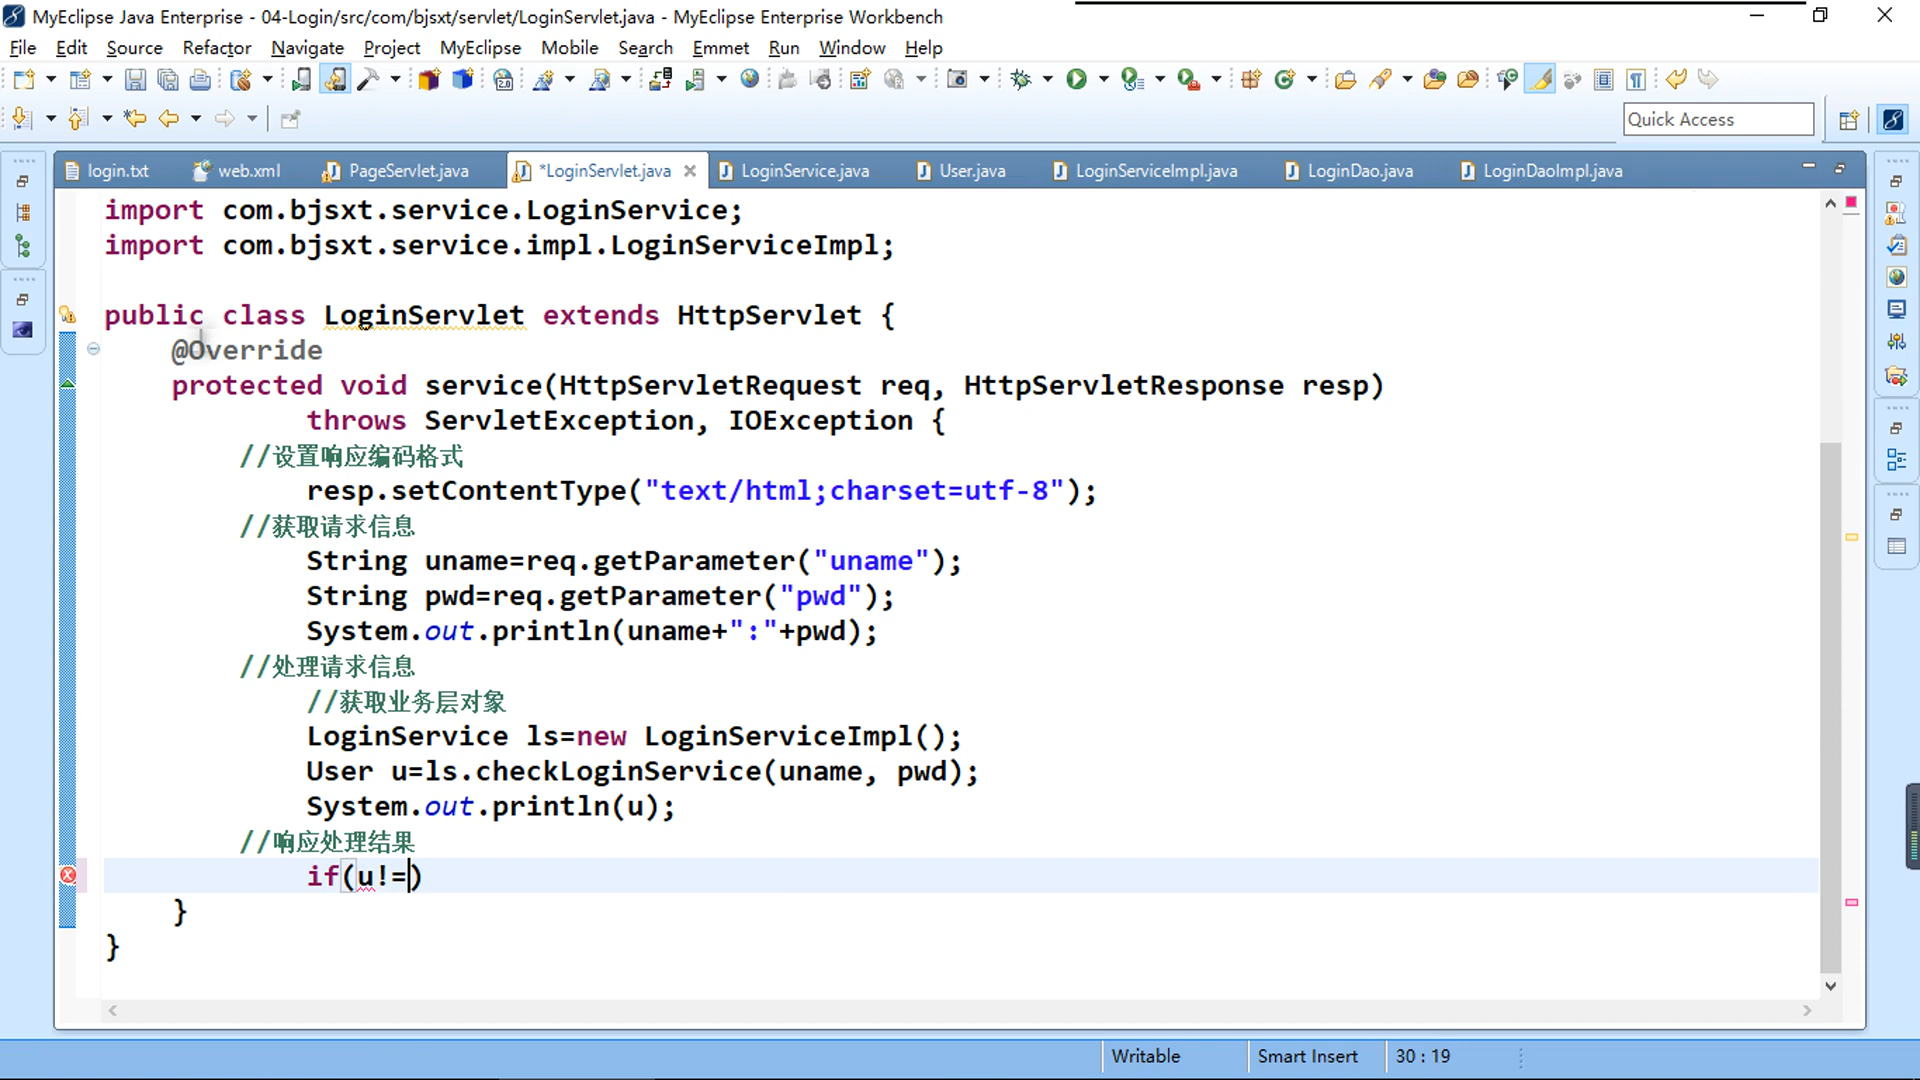 MyEclipse Java Enterprise - 04-Login/src/com/bjsxt/servlet/LoginServlet.java - MyEclipse Enterprise Workbench
File Edit Source Refactor Navigate Project MyEclipse Mobile Search Emmet Run Window Help
Quick Access
login.txt web.xml PageServlet.java *LoginServlet.java LoginService.java User.java LoginServiceImpl.java LoginDao.java LoginDaoImpl.java
import com.bjsxt.service.LoginService;
import com.bjsxt.service.impl.LoginServiceImpl;
public class LoginServlet extends HttpServlet {
@Override
protected void service(HttpServletRequest req, HttpServletResponse resp)
throws ServletException, IOException {
//设置响应编码格式
resp.setContentType("text/html;charset=utf-8");
//获取请求信息
String uname=req.getParameter("uname");
String pwd=req.getParameter("pwd");
System.out.println(uname+":"+pwd);
//处理请求信息
//获取业务层对象
LoginService ls=new LoginServiceImpl();
User u=ls.checkLoginService(uname, pwd);
System.out.println(u);
//响应处理结果
if(u!=)
}
}
Writable Smart Insert 30 : 19